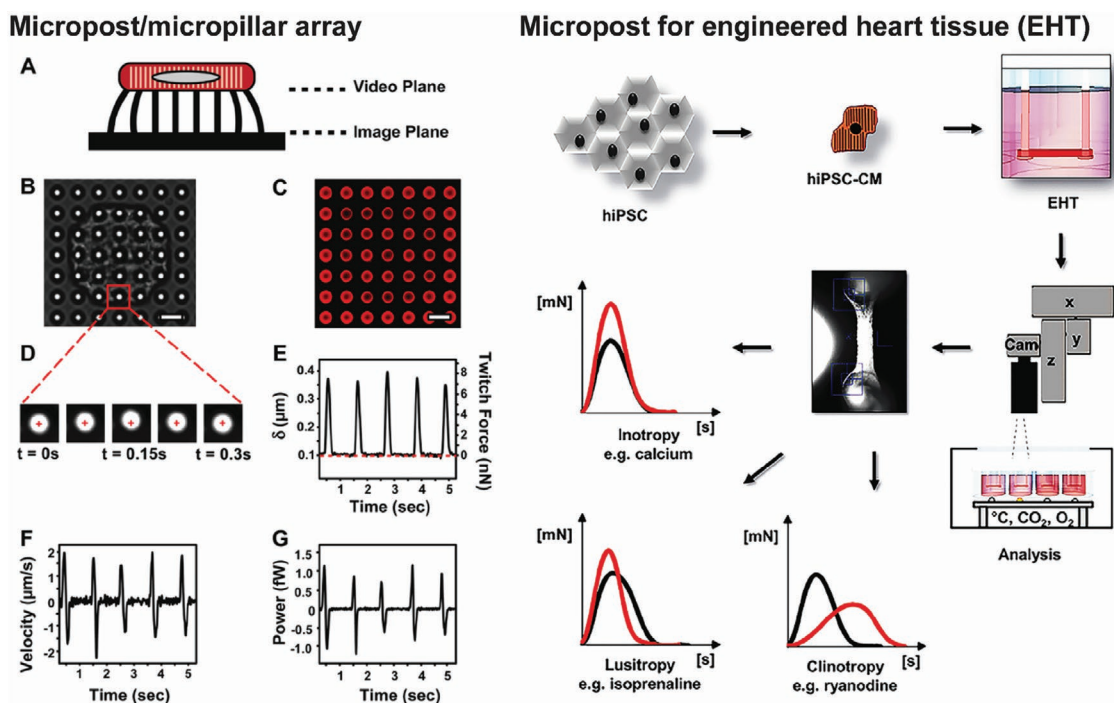 Micropost/micropillar array
A
Video Plane
Image Plane
B
C
D
t = 0s
t = 0.15s
t = 0.3s
E
δ (μm)
0.4
0.3
0.2
0.1
8
6
4
2
0
Twitch Force (nN)
1 2 3 4 5
Time (sec)
F
Velocity (μm/s)
2
1
0
-1
-2
1 2 3 4 5
Time (sec)
G
Power (fW)
1.5
1.0
0.5
0
-0.5
-1.0
1 2 3 4 5
Time (sec)
Micropost for engineered heart tissue (EHT)
hiPSC
hiPSC-CM
EHT
x
y
z
Cam
°C, CO₂, O₂
Analysis
[mN]
[s]
Inotropy
e.g. calcium
[mN]
[s]
Lusitropy
e.g. isoprenaline
[mN]
[s]
Clinotropy
e.g. ryanodine